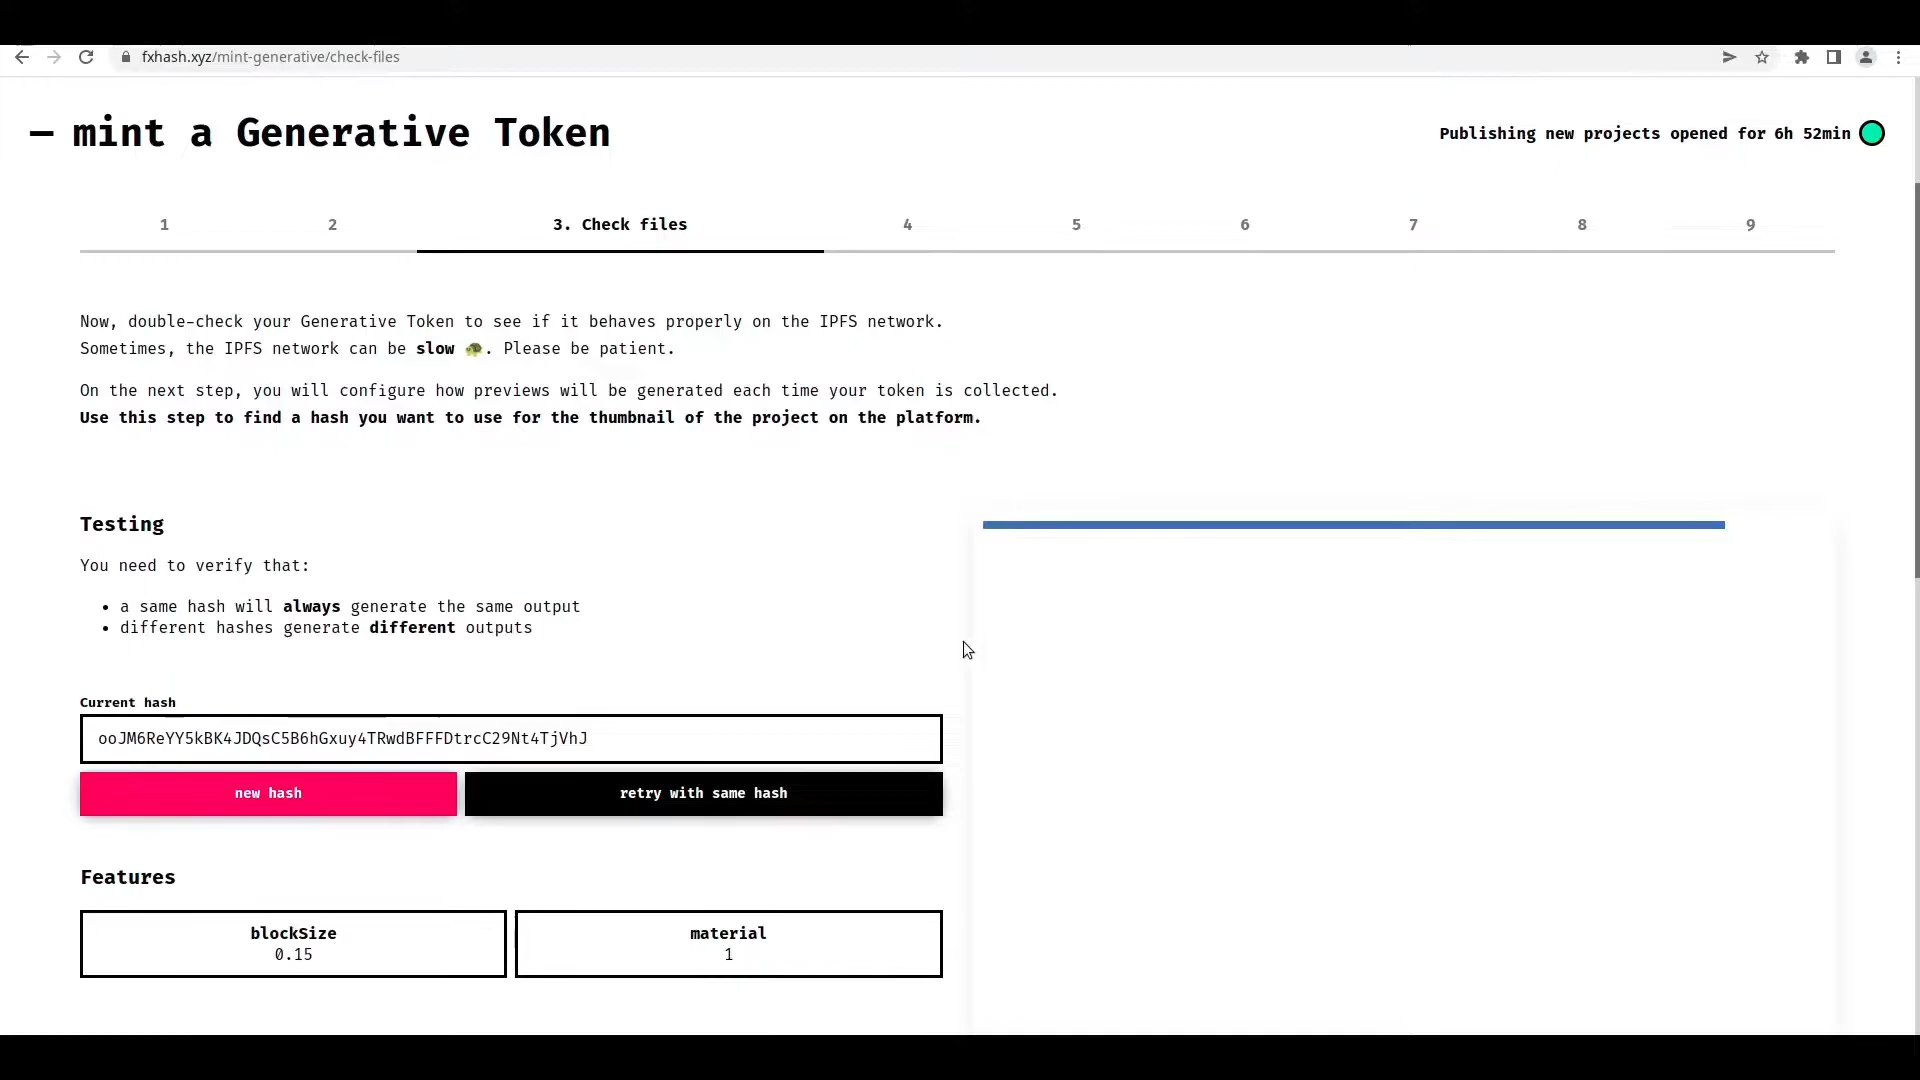 fxhash.xyz/mint-generative/check-files
— mint a Generative Token
Publishing new projects opened for 6h 52min
1 2 3. Check files 4 5 6 7 8 9
Now, double-check your Generative Token to see if it behaves properly on the IPFS network.
Sometimes, the IPFS network can be slow 🐢. Please be patient.
On the next step, you will configure how previews will be generated each time your token is collected.
Use this step to find a hash you want to use for the thumbnail of the project on the platform.
Testing
You need to verify that:
• a same hash will always generate the same output
• different hashes generate different outputs
Current hash
ooJM6ReYY5kBK4JDQsC5B6hGxuy4TRwdBFFFDtrcC29Nt4TjVhJ
new hash retry with same hash
Features
blockSize material
0.15 1